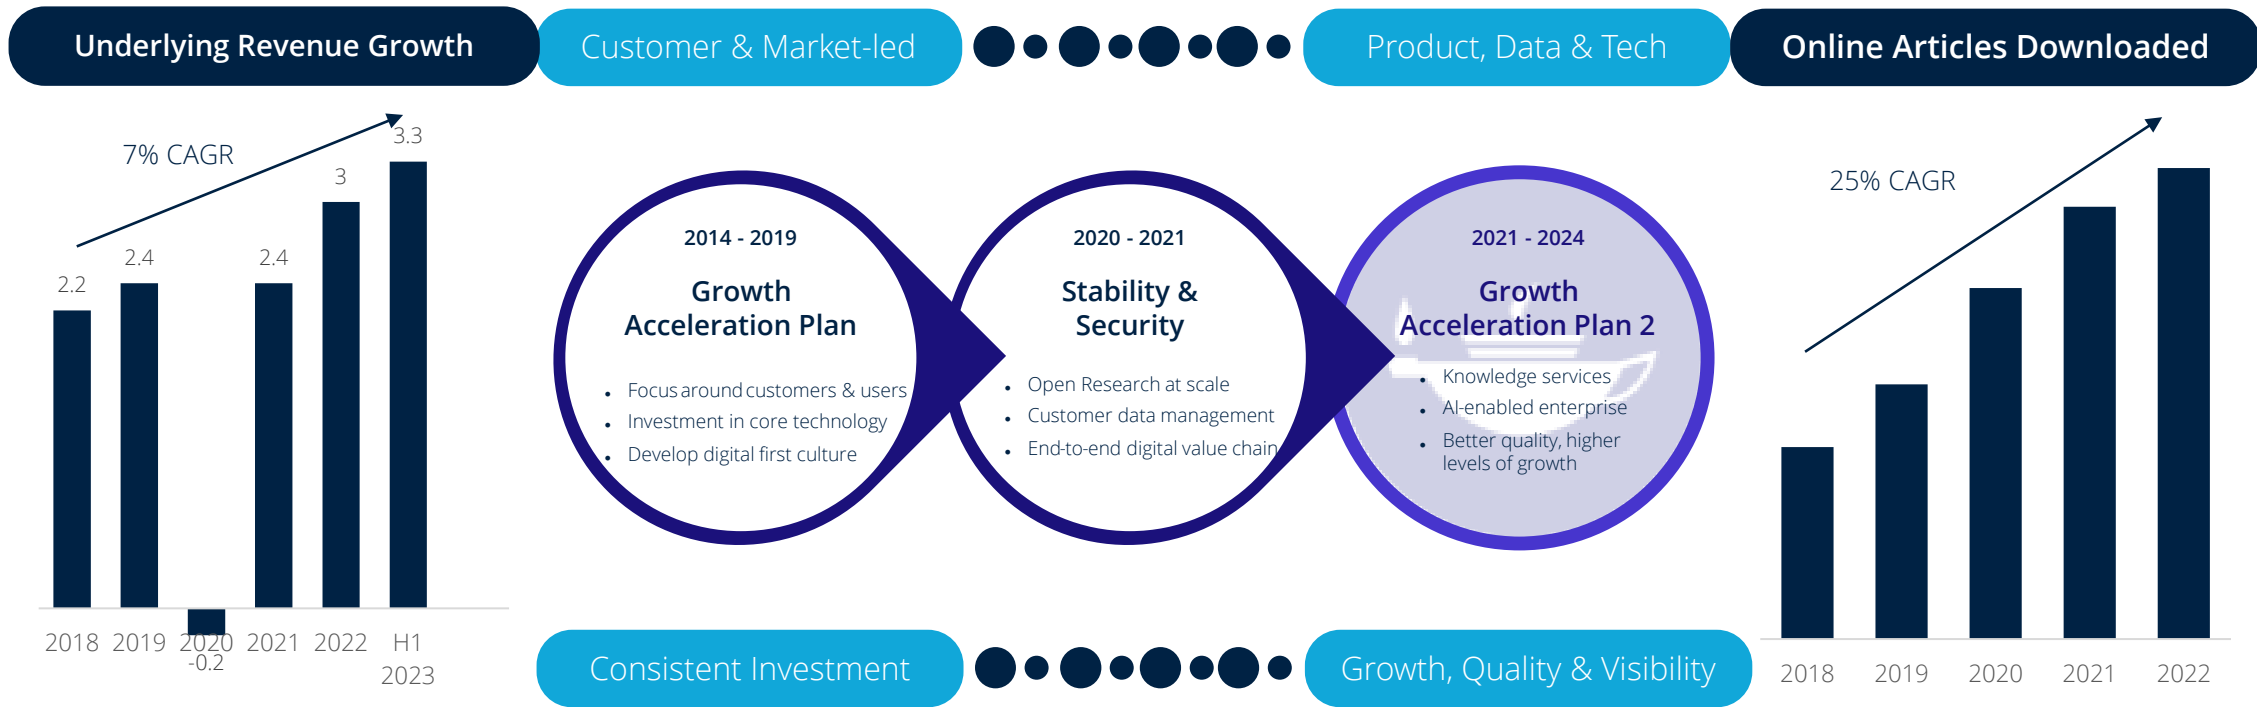 Underlying Revenue Growth
Customer & Market-led
Product, Data & Tech
Online Articles Downloaded
7% CAGR
2.2
2.4
-0.2
2.4
3
3.3
2018 2019 2020 2021 2022 H1
2023
2014 - 2019
Growth
Acceleration Plan
• Focus around customers & users
• Investment in core technology
• Develop digital first culture
2020 - 2021
Stability &
Security
• Open Research at scale
• Customer data management
• End-to-end digital value chain
2021 - 2024
Growth
Acceleration Plan 2
• Knowledge services
• AI-enabled enterprise
• Better quality, higher
levels of growth
25% CAGR
2018 2019 2020 2021 2022
Consistent Investment
Growth, Quality & Visibility